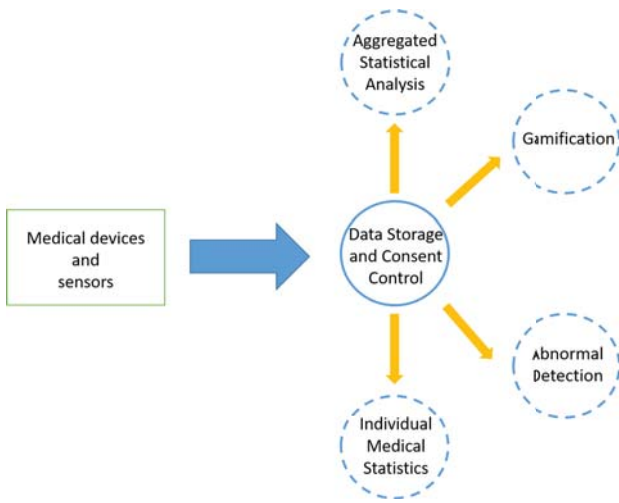 Aggregated
Statistical
Analysis
Gamification
Medical devices
and
sensors
Data Storage
and Consent
Control
Abnormal
Detection
Individual
Medical
Statistics